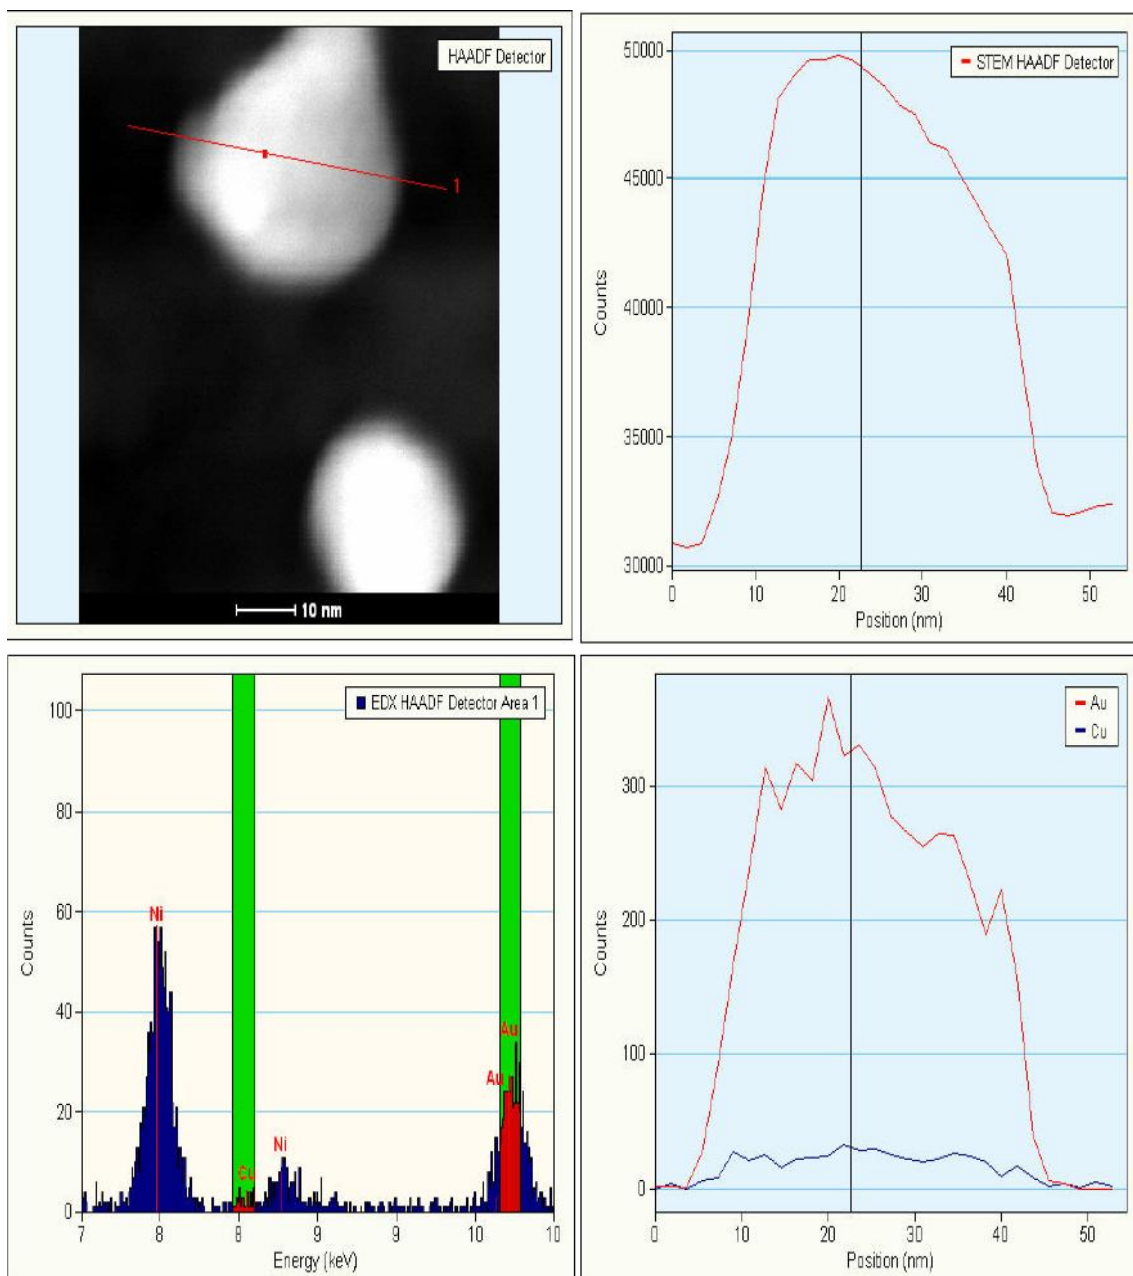 HAADF Detector
1
10 nm
STEM HAADF Detector
50000
45000
40000
35000
30000
Counts
0 10 20 30 40 50
Position (nm)
EDX HAADF Detector Area 1
100
80
60
40
20
0
Counts
Ni
Cu
Ni
Au
Au
7 8 8 9 9 10 10
Energy (keV)
Au
Cu
300
200
100
0
Counts
0 10 20 30 40 50
Position (nm)